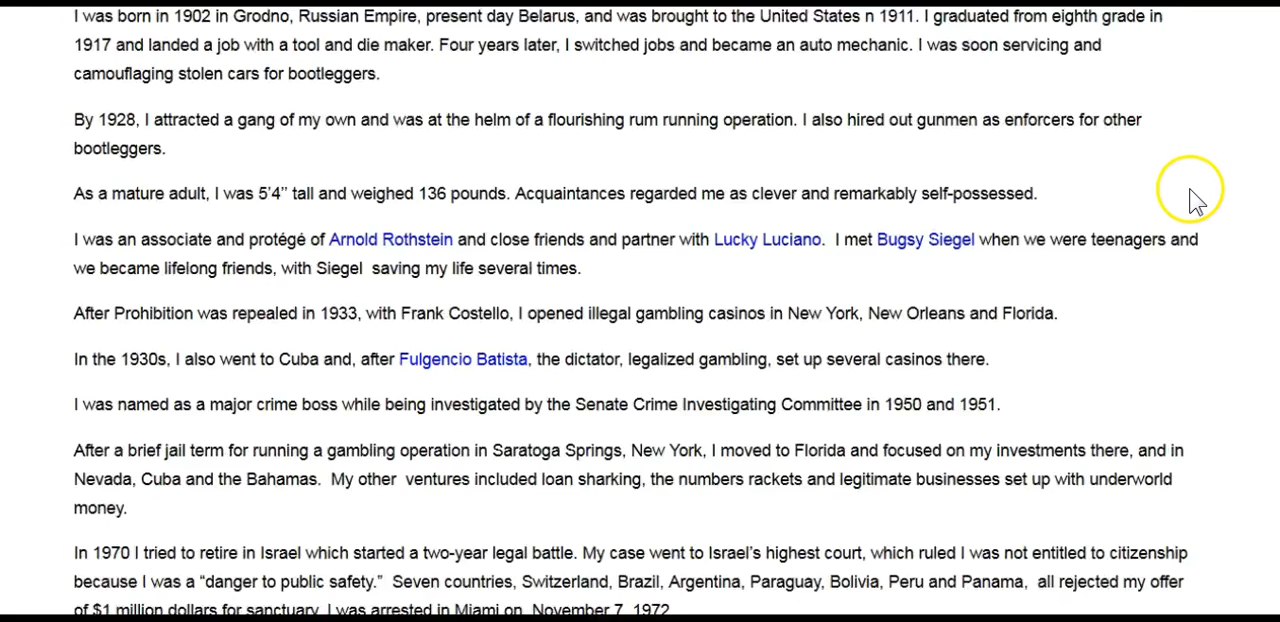 I was born in 1902 in Grodno, Russian Empire, present day Belarus, and was brought to the United States n 1911. I graduated from eighth grade in
1917 and landed a job with a tool and die maker. Four years later, I switched jobs and became an auto mechanic. I was soon servicing and
camouflaging stolen cars for bootleggers.
By 1928, I attracted a gang of my own and was at the helm of a flourishing rum running operation. I also hired out gunmen as enforcers for other
bootleggers.
As a mature adult, I was 5'4” tall and weighed 136 pounds. Acquaintances regarded me as clever and remarkably self-possessed.
I was an associate and protégé of Arnold Rothstein and close friends and partner with Lucky Luciano.  I met Bugsy Siegel when we were teenagers and
we became lifelong friends, with Siegel  saving my life several times.
After Prohibition was repealed in 1933, with Frank Costello, I opened illegal gambling casinos in New York, New Orleans and Florida.
In the 1930s, I also went to Cuba and, after Fulgencio Batista, the dictator, legalized gambling, set up several casinos there.
I was named as a major crime boss while being investigated by the Senate Crime Investigating Committee in 1950 and 1951.
After a brief jail term for running a gambling operation in Saratoga Springs, New York, I moved to Florida and focused on my investments there, and in
Nevada, Cuba and the Bahamas.  My other  ventures included loan sharking, the numbers rackets and legitimate businesses set up with underworld
money.
In 1970 I tried to retire in Israel which started a two-year legal battle. My case went to Israel’s highest court, which ruled I was not entitled to citizenship
because I was a “danger to public safety.”  Seven countries, Switzerland, Brazil, Argentina, Paraguay, Bolivia, Peru and Panama,  all rejected my offer
of $1 million dollars for sanctuary. I was arrested in Miami on  November 7, 1972